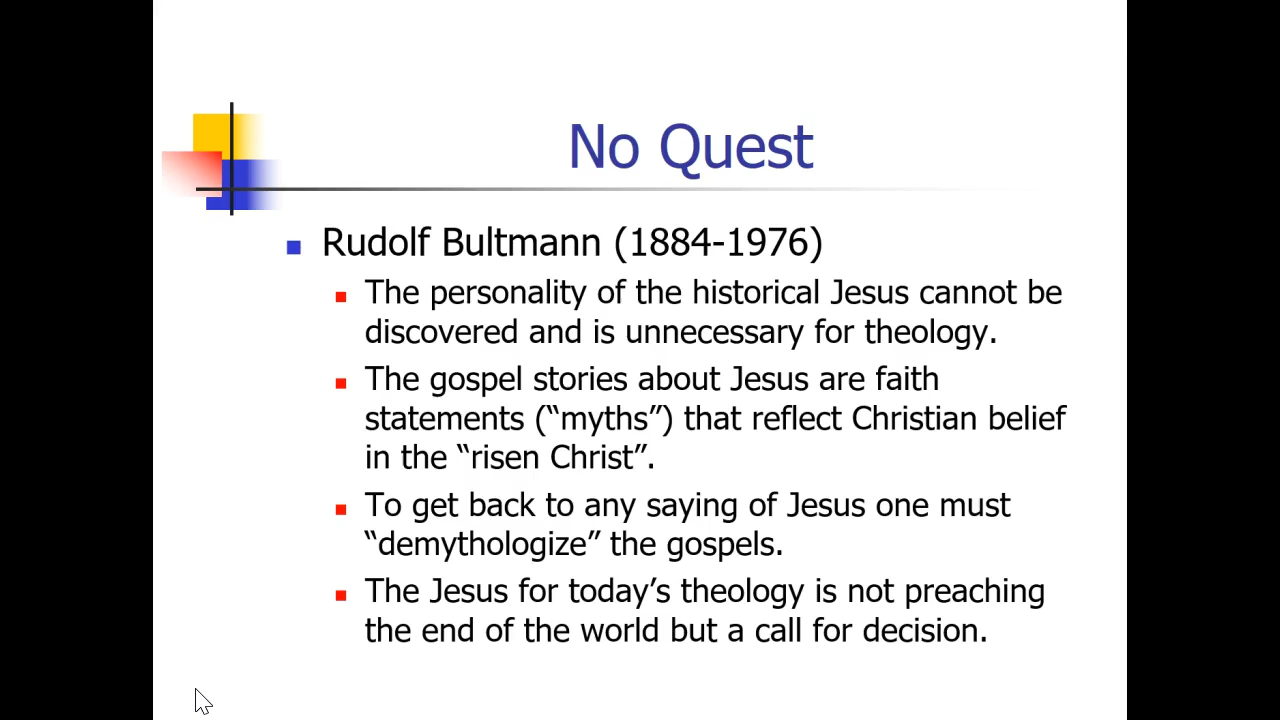 No Quest
Rudolf Bultmann (1884-1976)
The personality of the historical Jesus cannot be
discovered and is unnecessary for theology.
The gospel stories about Jesus are faith
statements (“myths”) that reflect Christian belief
in the “risen Christ”.
To get back to any saying of Jesus one must
“demythologize” the gospels.
The Jesus for today’s theology is not preaching
the end of the world but a call for decision.